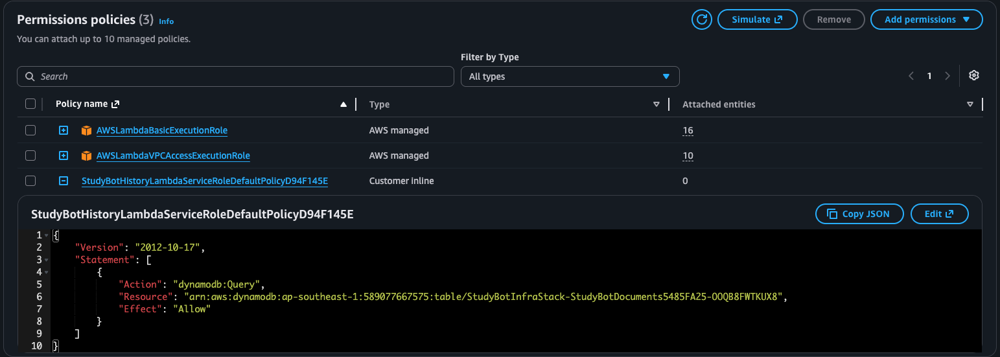 Permissions policies (3) Info
Simulate
Remove
Add permissions
You can attach up to 10 managed policies.
Filter by Type
Search
All types
1
Policy name
Type
Attached entities
AWSLambdaBasicExecutionRole
AWS managed
16
AWSLambdaVPCAccessExecutionRole
AWS managed
10
StudyBotHistoryLambdaServiceRoleDefaultPolicyD94F145E
Customer inline
0
StudyBotHistoryLambdaServiceRoleDefaultPolicyD94F145E
Copy JSON
Edit
1 {
2 "Version": "2012-10-17",
3 "Statement": [
4 {
5 "Action": "dynamodb:Query",
6 "Resource": "arn:aws:dynamodb:ap-southeast-1:589077667575:table/StudyBotInfraStack-StudyBotDocuments5485FA25-OOQB8FWTKUX8",
7 "Effect": "Allow"
8 }
9 ]
10 }